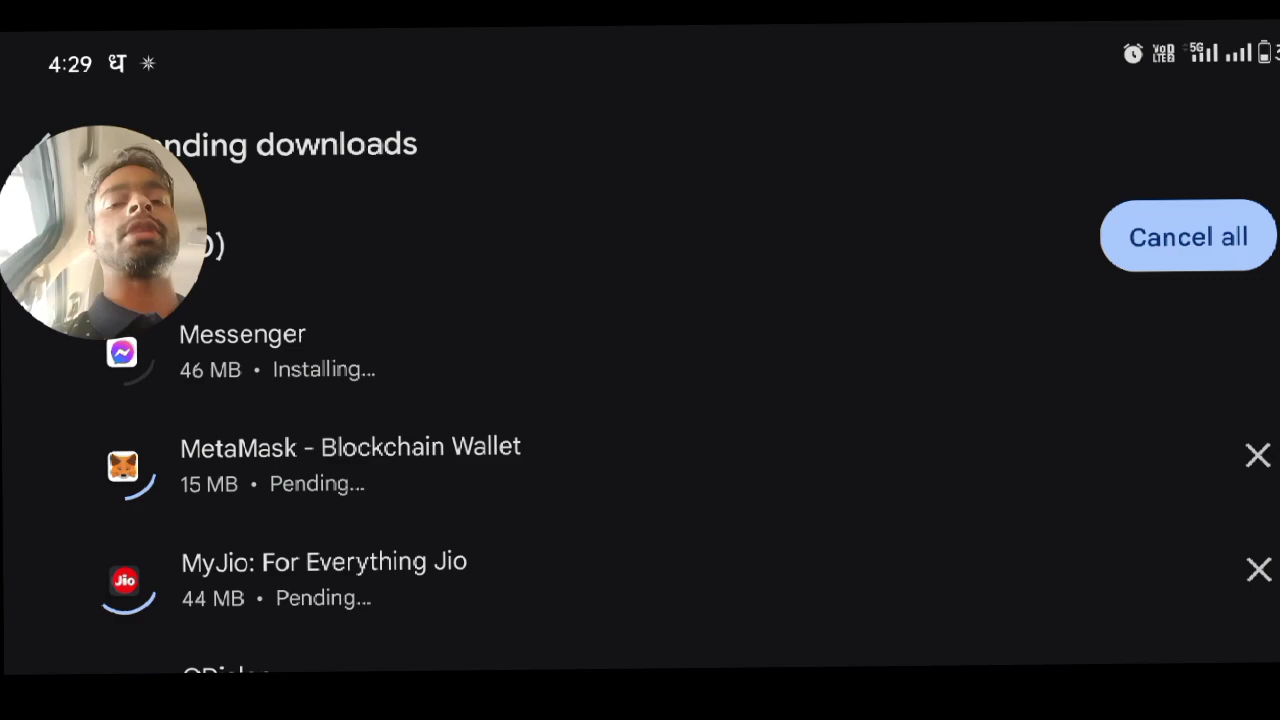 4:29 ध
5G
nding downloads
Cancel all
Messenger
46 MB • Installing...
MetaMask - Blockchain Wallet
15 MB • Pending...
Jio
MyJio: For Everything Jio
44 MB • Pending...